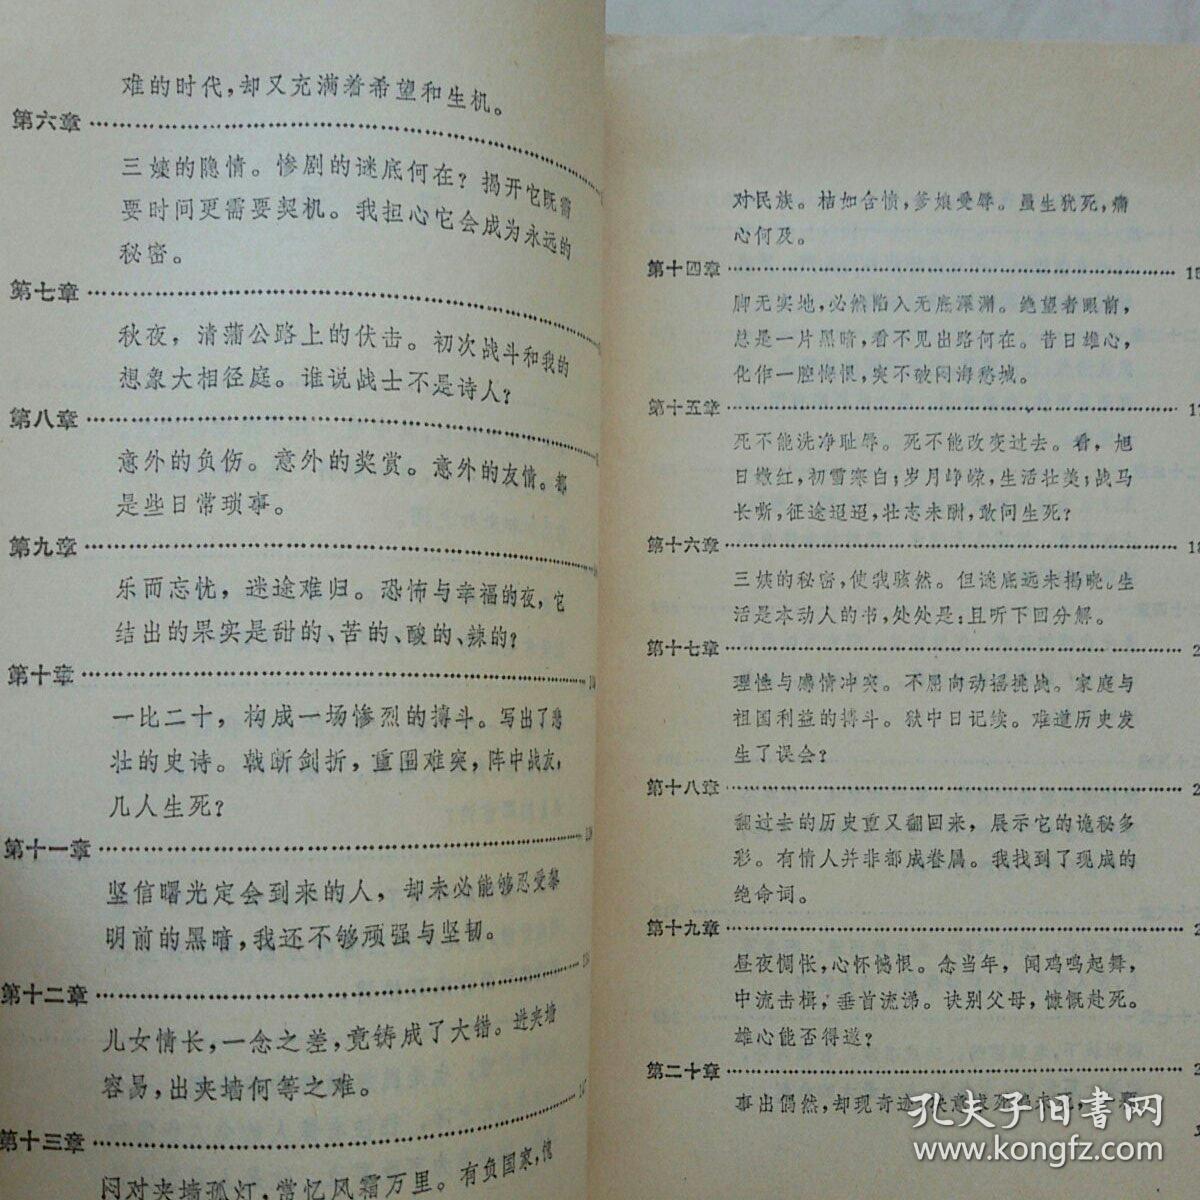 难的时代，却又充满着希望和生机。
第六章
三姨的隐情。惨剧的谜底何在？揭开它既需
要时间更需要契机。我担心它会成为永远的
秘密。
第七章
秋夜，清蒲公路上的伏击。初次战斗和我的
想象大相径庭。谁说战士不是诗人？
第八章
意外的负伤。意外的奖赏。意外的友情。都
是些日常琐事。
第九章
乐而忘忧，迷途难归。恐怖与幸福的夜，它
结出的果实是甜的、苦的、酸的、辣的？
第十章
一比二十，构成一场惨烈的搏斗。写出了悲
壮的史诗。戟断剑折，重围难突，阵中战友，
几人生死？
第十一章
坚信曙光定会到来的人，却未必能够忍受黎
明前的黑暗，我还不够顽强与坚韧。
第十二章
儿女情长，一念之差，竟铸成了大错。进夹墙
容易，出夹墙何等之难。
第十三章
闷对夹墙孤灯，常忆风霜万里。有负国家，愧
对民族。桔如含愤，爹娘受辱。虽生犹死，痛
心何及。
第十四章
脚无实地，必然陷入无底深渊。绝望者眼前，
总是一片黑暗，看不见出路何在。昔日雄心，
化作一腔悔恨，突不破闷海愁城。
第十五章
死不能洗净耻辱。死不能改变过去。看，旭
日嫩红，初雪寒白；岁月峥嵘，生活壮美；战马
长嘶，征途迢迢，壮志未酬，敢问生死？
第十六章
三姨的秘密，使我骇然。但谜底远未揭晓。生
活是本动人的书，处处是：且听下回分解。
第十七章
理性与感情冲突。不屈向动摇挑战。家庭与
祖国利益的搏斗。狱中日记续。难道历史发
生了误会？
第十八章
翻过去的历史重又翻回来，展示它的诡秘多
彩。有情人并非都成眷属。我找到了现成的
绝命词。
第十九章
昼夜惆怅，心怀憾恨。念当年，闻鸡鸣起舞，
中流击楫，垂首流涕。诀别父母，慷慨赴死。
雄心能否得遂？
第二十章
事出偶然，却现奇迹
孔夫子旧书网
www.kongfz.com